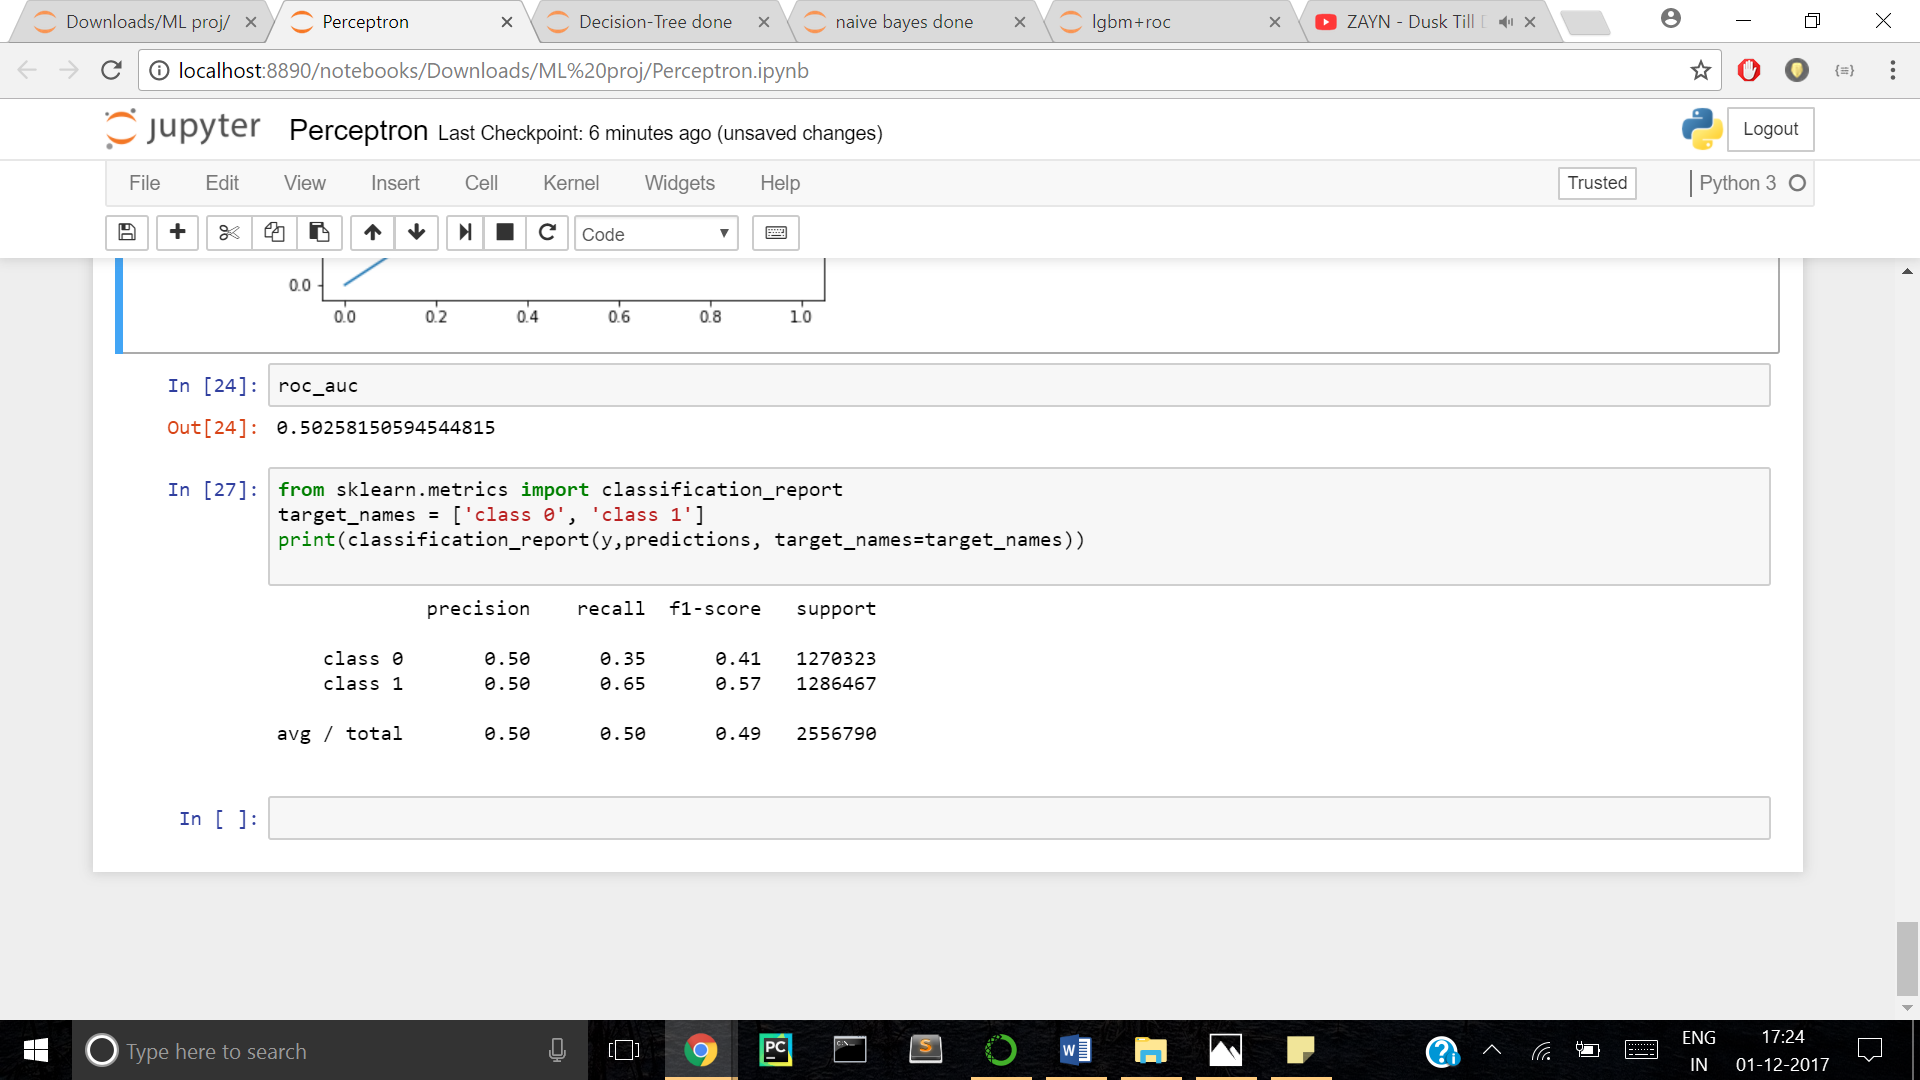 Downloads/ML proj/
Perceptron
Decision-Tree done
naive bayes done
lgbm+roc
ZAYN - Dusk Till
localhost:8890/notebooks/Downloads/ML%20proj/Perceptron.ipynb
jupyter Perceptron Last Checkpoint: 6 minutes ago (unsaved changes)
Logout
File Edit View Insert Cell Kernel Widgets Help
Trusted
Python 3
Code
0.0
0.0 0.2 0.4 0.6 0.8 1.0
In [24]: roc_auc
Out[24]: 0.50258150594544815
In [27]: from sklearn.metrics import classification_report
target_names = ['class 0', 'class 1']
print(classification_report(y,predictions, target_names=target_names))
precision recall f1-score support
class 0 0.50 0.35 0.41 1270323
class 1 0.50 0.65 0.57 1286467
avg / total 0.50 0.50 0.49 2556790
In [ ]:
Type here to search
PC
S
W
ENG
IN
17:24
01-12-2017